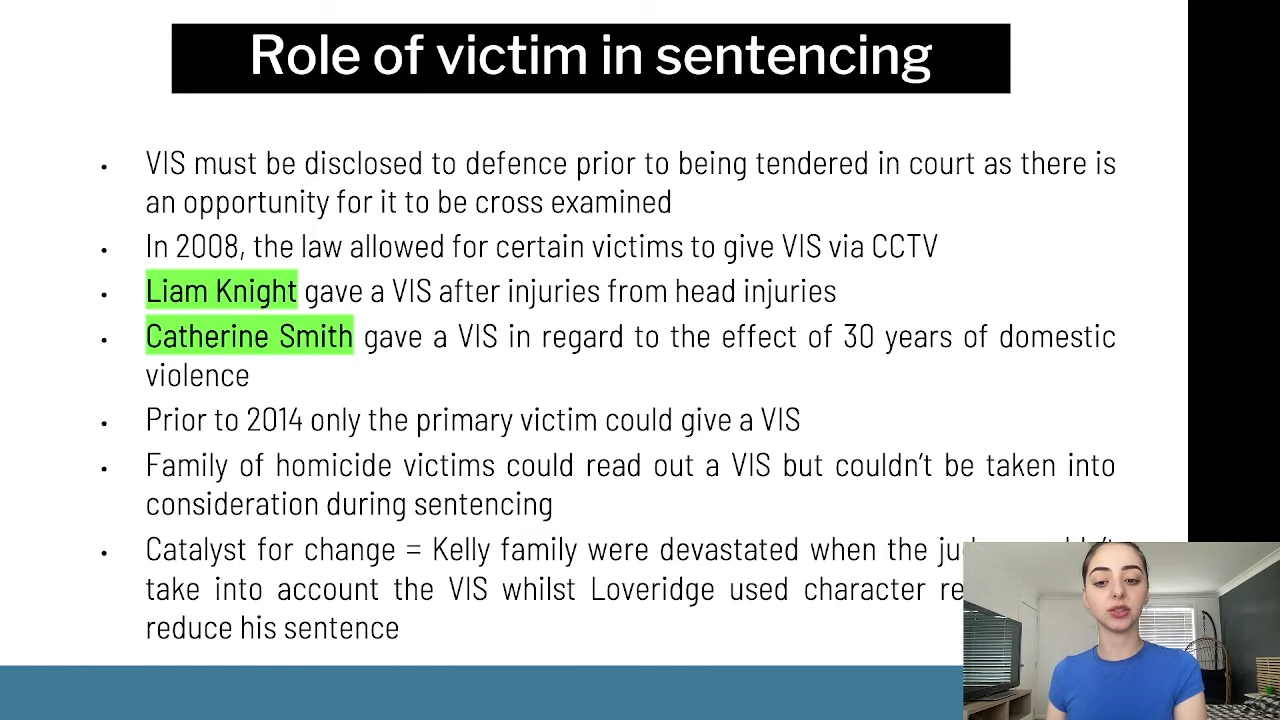 Role of victim in sentencing
VIS must be disclosed to defence prior to being tendered in court as there is
an opportunity for it to be cross examined
In 2008, the law allowed for certain victims to give VIS via CCTV
Liam Knight gave a VIS after injuries from head injuries
Catherine Smith gave a VIS in regard to the effect of 30 years of domestic
violence
Prior to 2014 only the primary victim could give a VIS
Family of homicide victims could read out a VIS but couldn't be taken into
consideration during sentencing
Catalyst for change = Kelly family were devastated when the
take into account the VIS whilst Loveridge used character
reduce his sentence